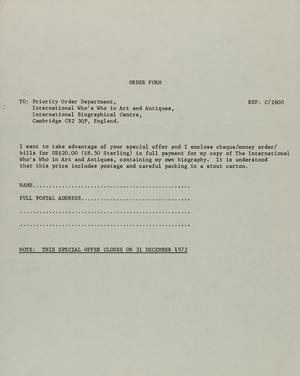 ORDER FORM
TO: Priority Order Department, REF: C/2600
International Who's Who in Art and Antiques,
International Biographical Centre,
Cambridge CB2 3QP, England.
I want to take advantage of your special offer and I enclose cheque/money order/
bills for US$20.00 (£8.50 Sterling) in full payment for my copy of The International
Who's Who in Art and Antiques, containing my own biography. It is understood
that this price includes postage and careful packing in a stout carton.
NAME.................................................
FULL POSTAL ADDRESS..................................
.....................................................
.....................................................
NOTE: THIS SPECIAL OFFER CLOSES ON 31 DECEMBER 1972